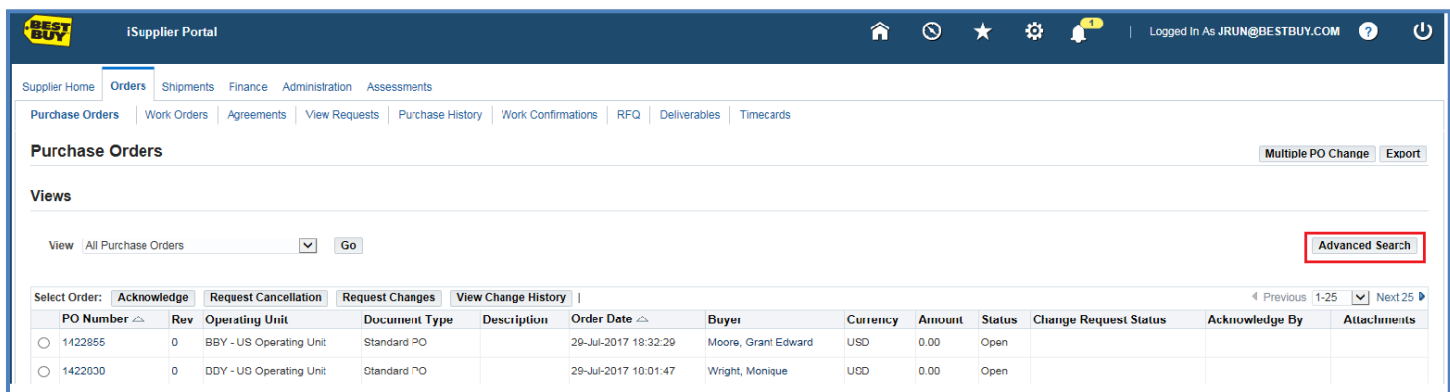 BEST BUY iSupplier Portal 1 Logged In As JRUN@BESTBUY.COM ?
Supplier Home Orders Shipments Finance Administration Assessments
Purchase Orders Work Orders Agreements View Requests Purchase History Work Confirmations RFQ Deliverables Timecards
Purchase Orders Multiple PO Change Export
Views
View All Purchase Orders Go Advanced Search
Select Order: Acknowledge Request Cancellation Request Changes View Change History | Previous 1-25 Next 25
PO Number Rev Operating Unit Document Type Description Order Date Buyer Currency Amount Status Change Request Status Acknowledge By Attachments
1422855 0 BBY - US Operating Unit Standard PO 29-Jul-2017 18:32:29 Moore, Grant Edward USD 0.00 Open
0 BBY - US Operating Unit Standard PO 29-Jul-2017 Wright, Monique USD 0.00 Open